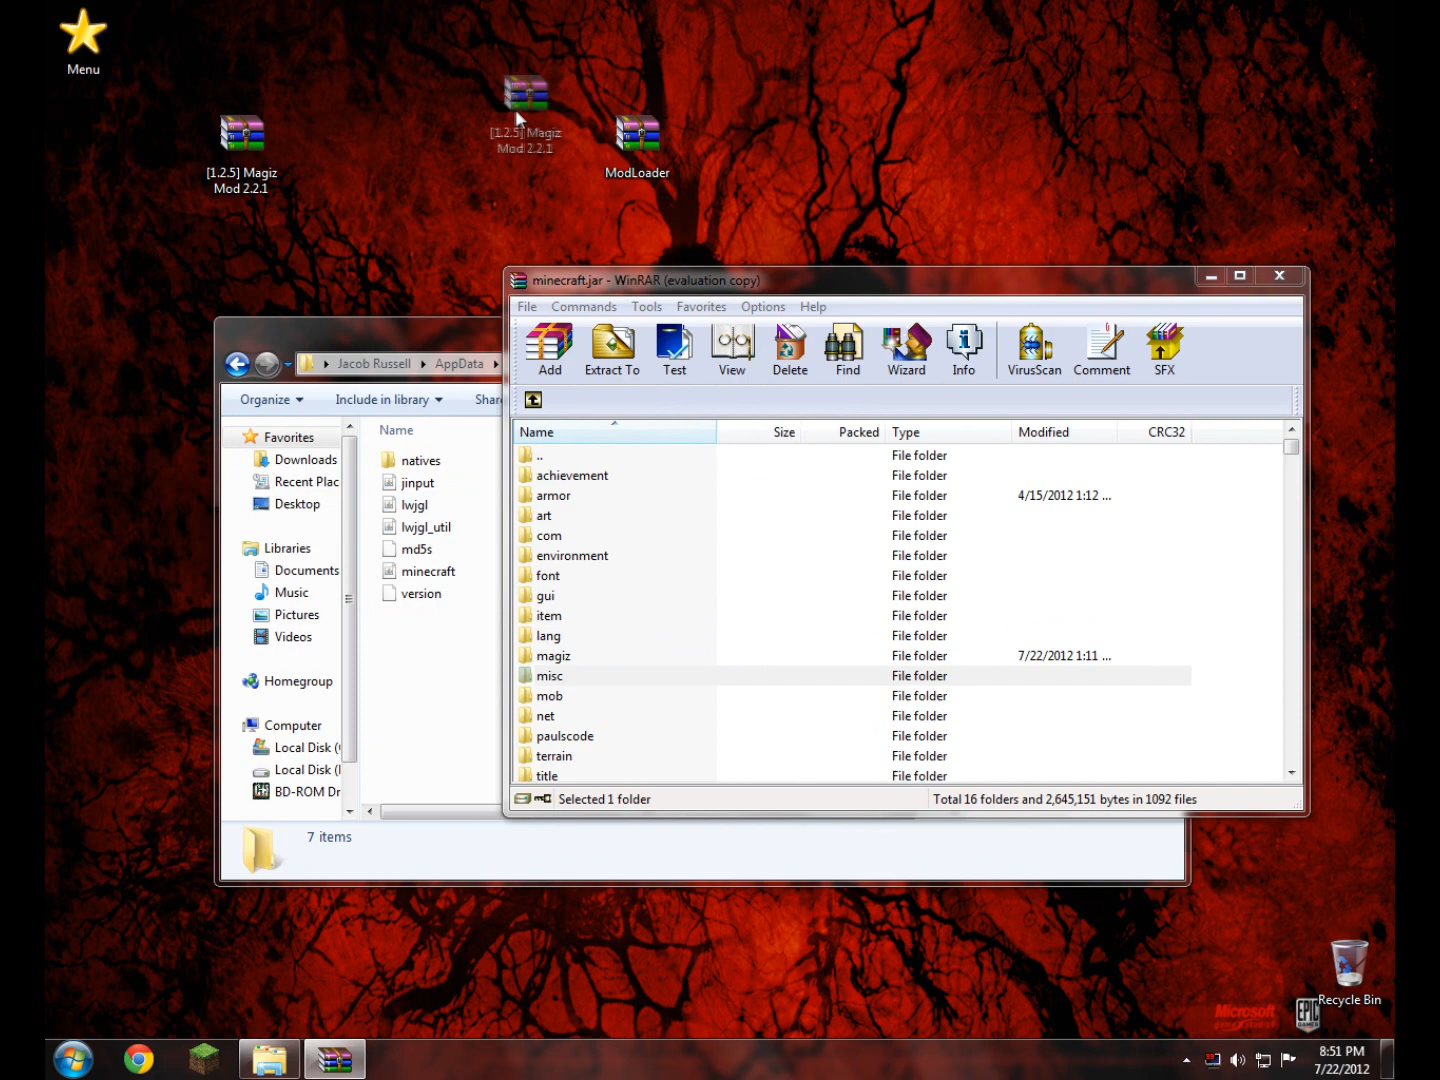 Menu
[1.2.5] Magiz
Mod 2.2.1
[1.2.5] Magiz
Mod 2.2.1
ModLoader
minecraft.jar - WinRAR (evaluation copy)
File Commands Tools Favorites Options Help
Add Extract To Test View Delete Find Wizard Info VirusScan Comment SFX
Name Size Packed Type Modified CRC32
.. File folder
achievement File folder
armor File folder 4/15/2012 1:12 ...
art File folder
com File folder
environment File folder
font File folder
gui File folder
item File folder
lang File folder
magiz File folder 7/22/2012 1:11 ...
misc File folder
mob File folder
net File folder
paulscode File folder
terrain File folder
title File folder
Selected 1 folder
Total 16 folders and 2,645,151 bytes in 1092 files
Jacob Russell AppData
Organize Include in library Shar
Favorites
Downloads
Recent Plac
Desktop
Libraries
Documents
Music
Pictures
Videos
Homegroup
Computer
Local Disk (
Local Disk (
BD-ROM Dr
Name
natives
jinput
lwjgl
lwjgl_util
md5s
minecraft
version
7 items
Recycle Bin
Microsoft
EPIC
GAMES
8:51 PM
7/22/2012